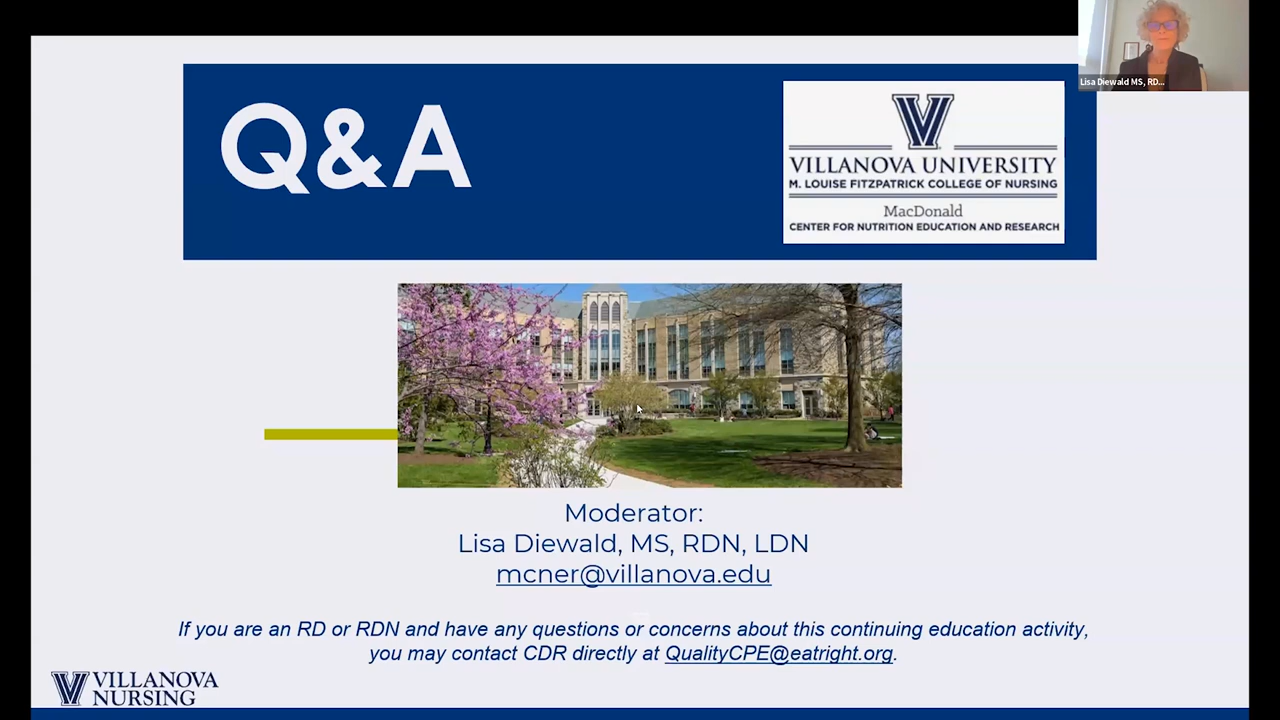 Lisa Diewald MS, RD...
Q&A
V
VILLANOVA UNIVERSITY
M. LOUISE FITZPATRICK COLLEGE OF NURSING
MacDonald
CENTER FOR NUTRITION EDUCATION AND RESEARCH
Moderator:
Lisa Diewald, MS, RDN, LDN
mcner@villanova.edu
If you are an RD or RDN and have any questions or concerns about this continuing education activity,
you may contact CDR directly at QualityCPE@eatright.org.
V VILLANOVA
NURSING